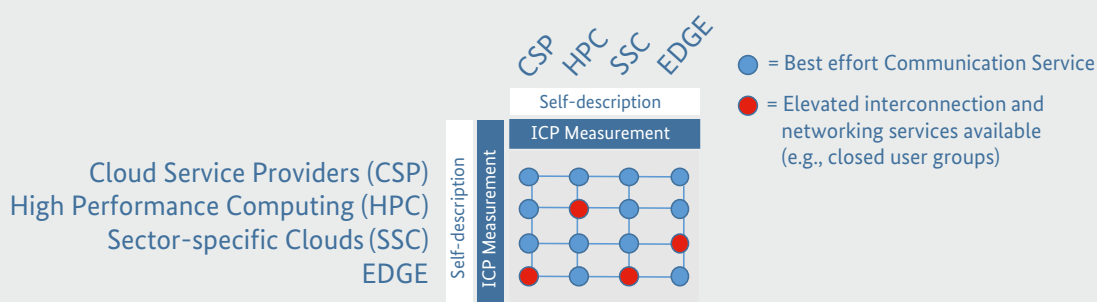 CSP
HPC
SSC
EDGE
Self-description
ICP Measurement
= Best effort Communication Service
= Elevated interconnection and
networking services available
(e.g., closed user groups)
Cloud Service Providers (CSP)
High Performance Computing (HPC)
Sector-specific Clouds (SSC)
EDGE
Self-description
ICP Measurement